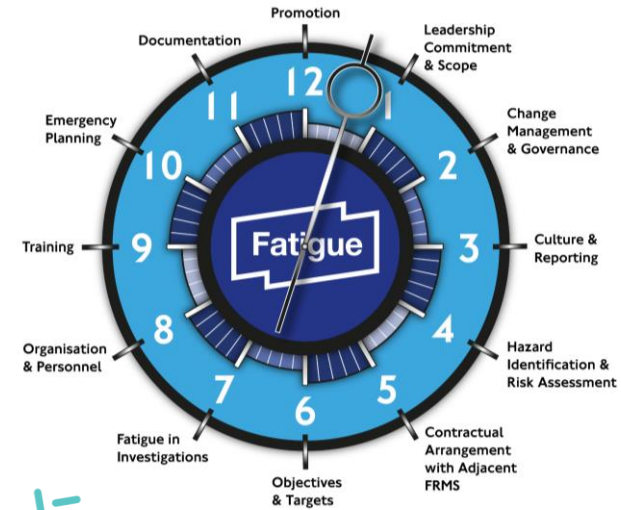 Promotion
Leadership
Commitment
& Scope
Change
Management
& Governance
Culture &
Reporting
Hazard
Identification &
Risk Assessment
Contractual
Arrangement
with Adjacent
FRMS
Objectives
& Targets
Fatigue in
Investigations
Organisation
& Personnel
Training
Emergency
Planning
Documentation
12
1
2
3
4
5
6
7
8
9
10
11
Fatigue